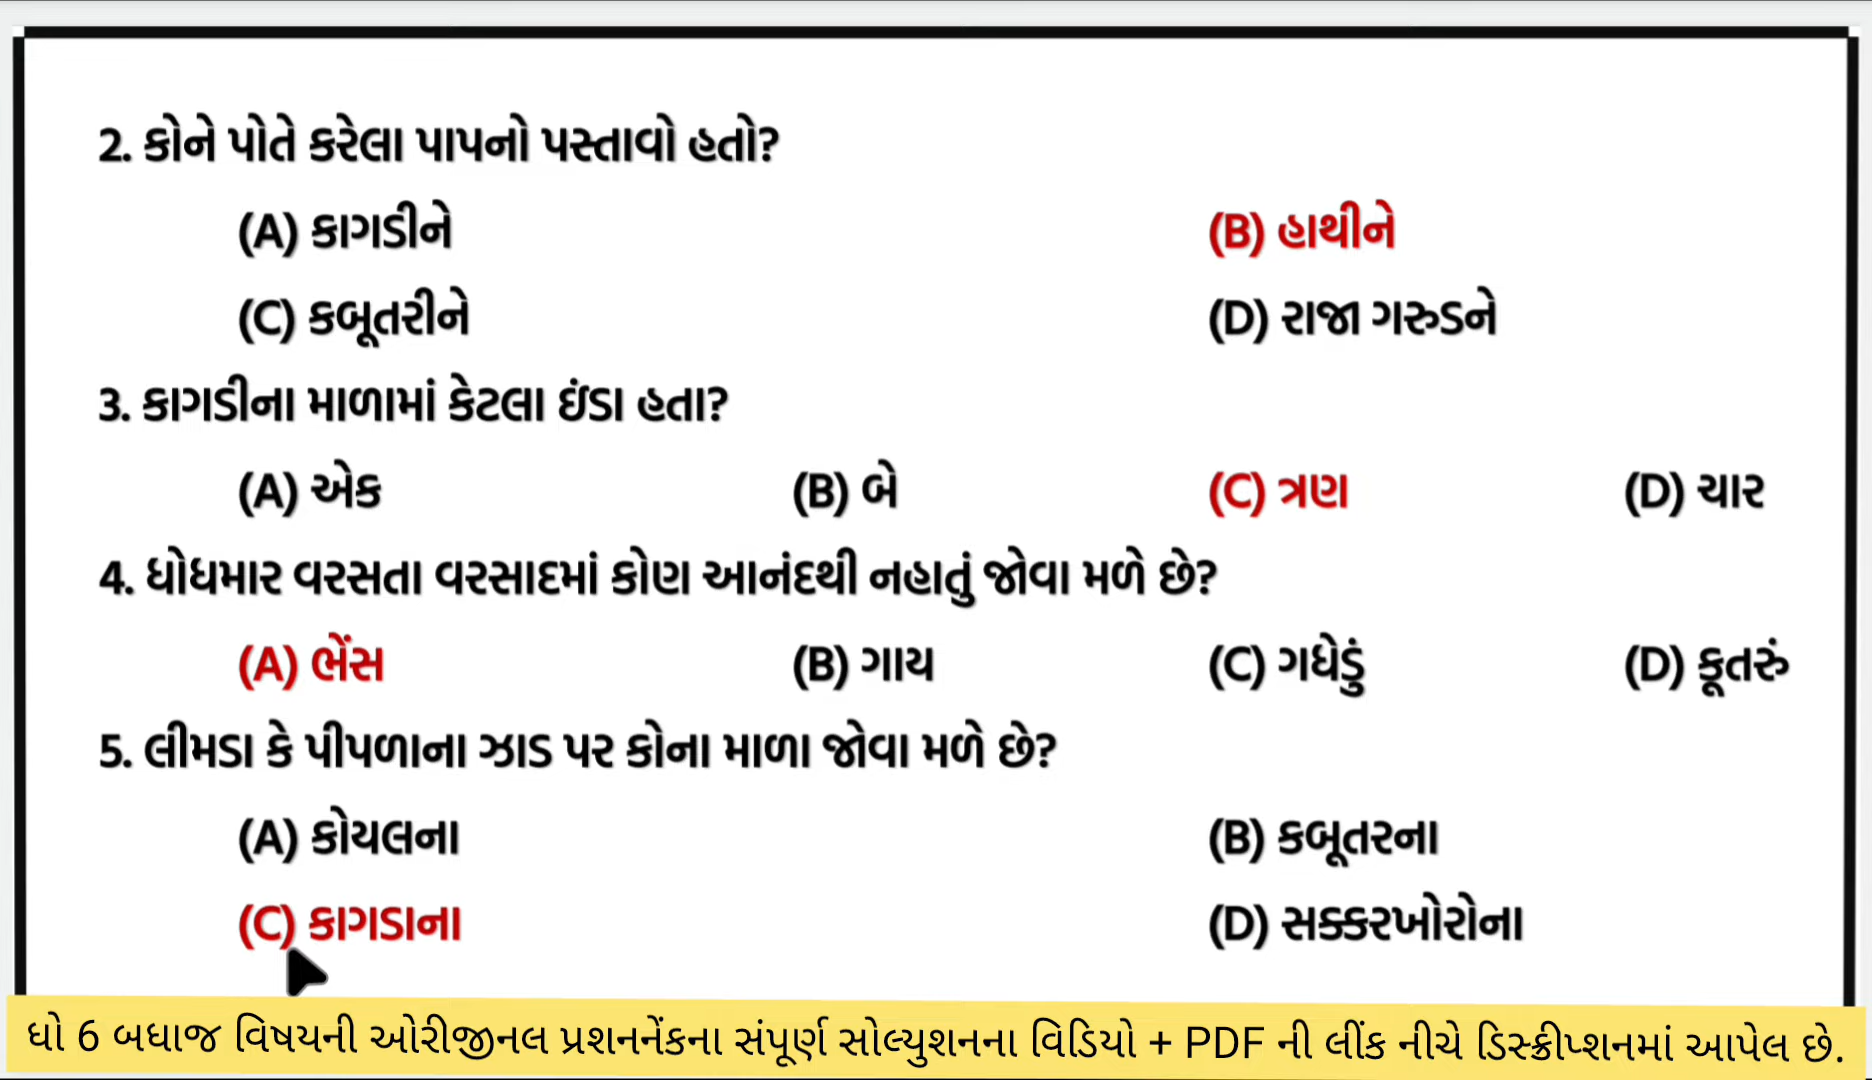 2. કોને પોતે કરેલા પાપનો પસ્તાવો હતો?
(A) કાગડીને (B) હાથીને
(C) કબૂતરીને (D) રાજા ગરુડને
3. કાગડીના માળામાં કેટલા ઈંડા હતા?
(A) એક (B) બે (C) ત્રણ (D) ચાર
4. ધોધમાર વરસતા વરસાદમાં કોણ આનંદથી નહાતું જોવા મળે છે?
(A) ભેંસ (B) ગાય (C) ગધેડું (D) કૂતરું
5. લીમડા કે પીપળાના ઝાડ પર કોના માળા જોવા મળે છે?
(A) કોયલના (B) કબૂતરના
(C) કાગડાના (D) સક્કરખોરોના
ધો 6 બધાજ વિષયની ઓરીજીનલ પ્રશનનેંકના સંપૂર્ણ સોલ્યુશનના વિડિયો + PDF ની લીંક નીચે ડિસ્ક્રીપ્શનમાં આપેલ છે.